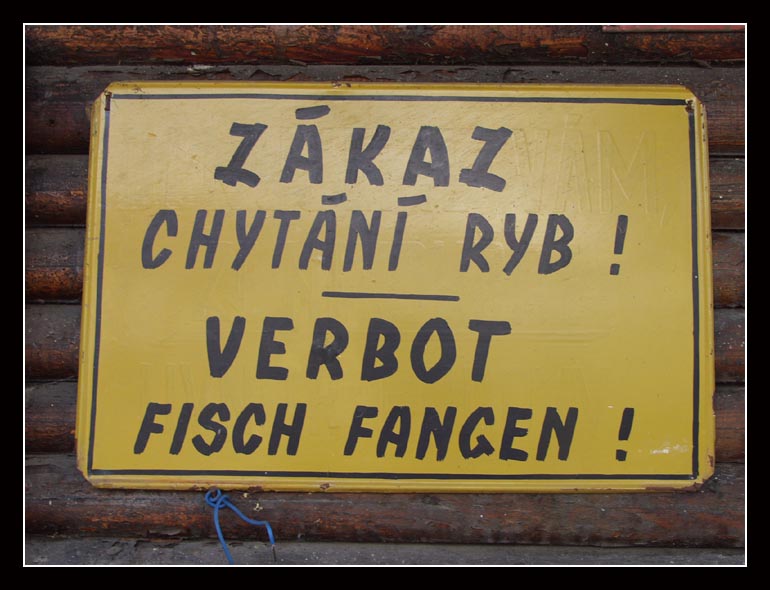 ZÁKAZ
CHYTÁNÍ RYB !
VERBOT
FISCH FANGEN !